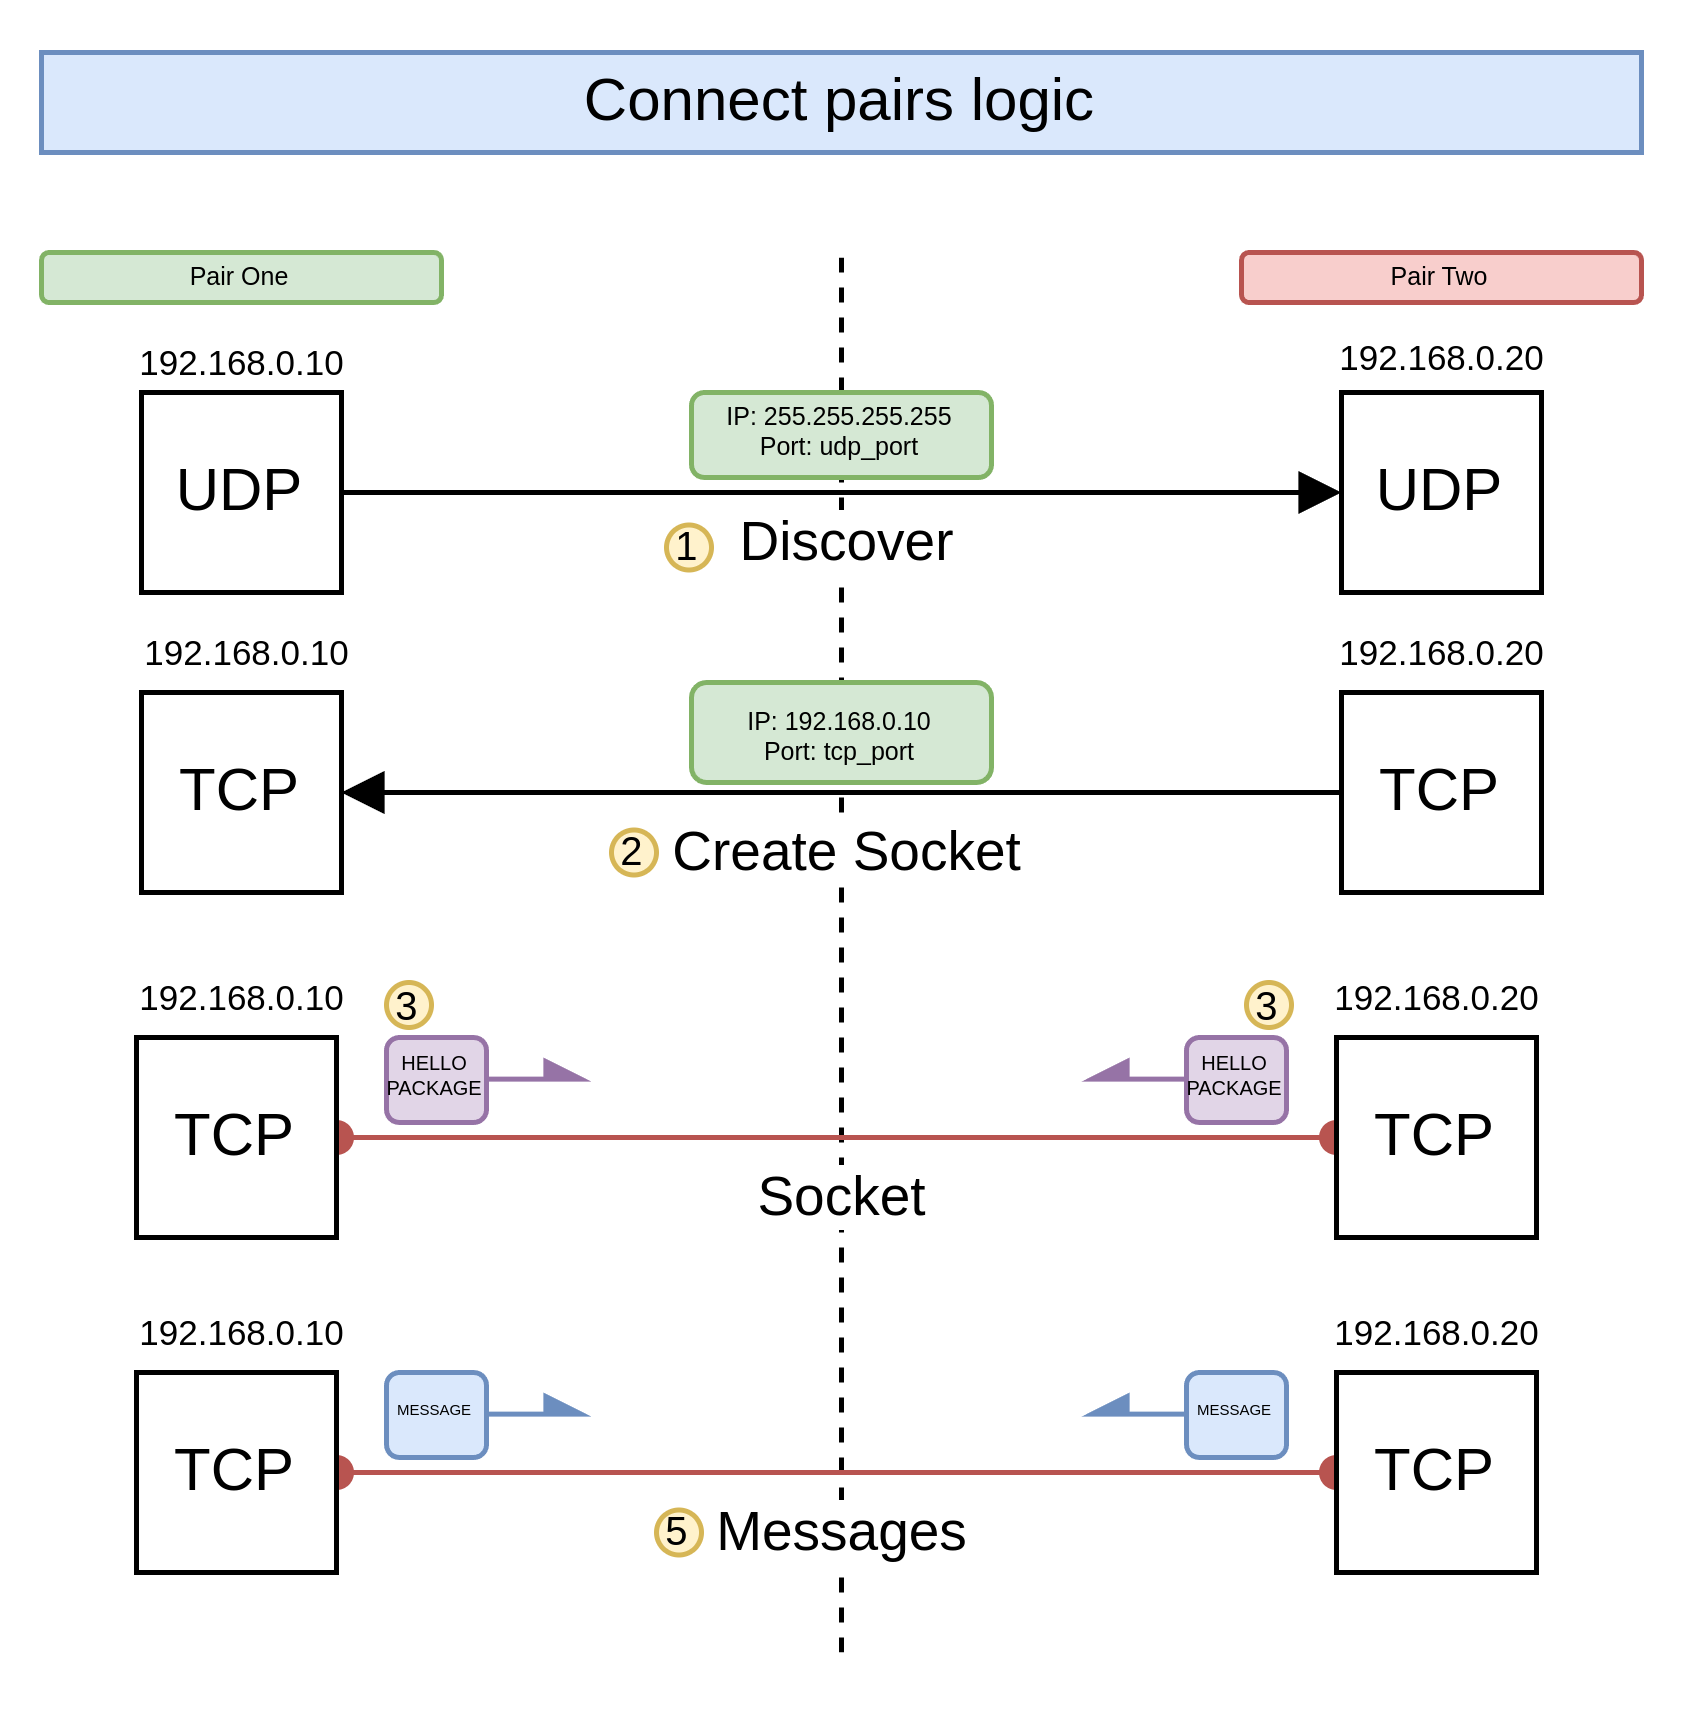 Connect pairs logic
Pair One
Pair Two
192.168.0.10
192.168.0.20
IP: 255.255.255.255
Port: udp_port
UDP
UDP
1
Discover
192.168.0.10
192.168.0.20
IP: 192.168.0.10
Port: tcp_port
TCP
TCP
2
Create Socket
192.168.0.10
3
3
192.168.0.20
HELLO
PACKAGE
HELLO
PACKAGE
TCP
TCP
Socket
192.168.0.10
192.168.0.20
MESSAGE
MESSAGE
TCP
TCP
5
Messages